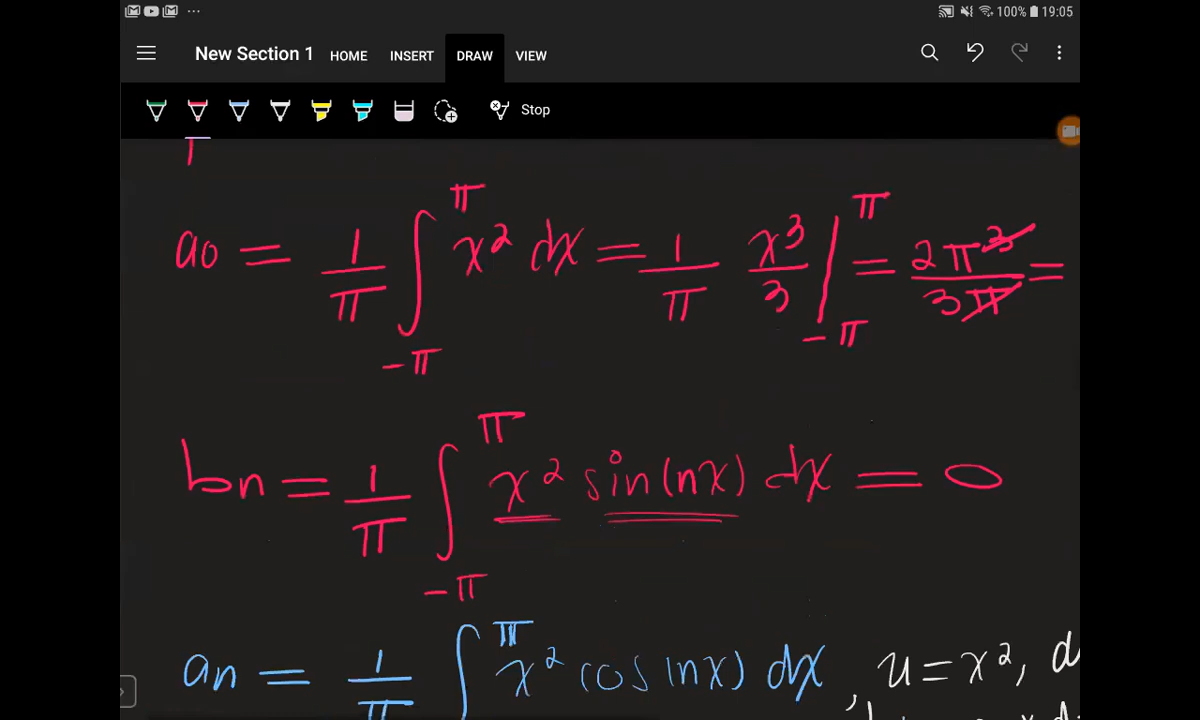 100% 19:05
New Section 1 HOME INSERT DRAW VIEW
Stop
a0 = 1/π ∫_{-π}^{π} x² dx = 1/π x³/3 |_{-π}^{π} = 2π³/3π =
bn = 1/π ∫_{-π}^{π} x² sin(nx) dx = 0
an = 1/π ∫^{π} x² cos(nx) dx, u = x², d